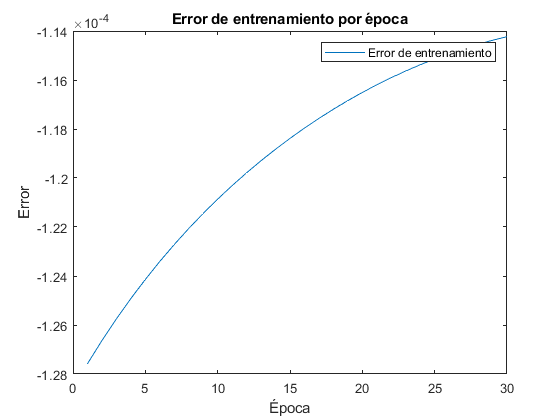 Error de entrenamiento por época
×10-4
-1.14
-1.16
-1.18
-1.2
-1.22
-1.24
-1.26
-1.28
Error
Error de entrenamiento
0 5 10 15 20 25 30
Época